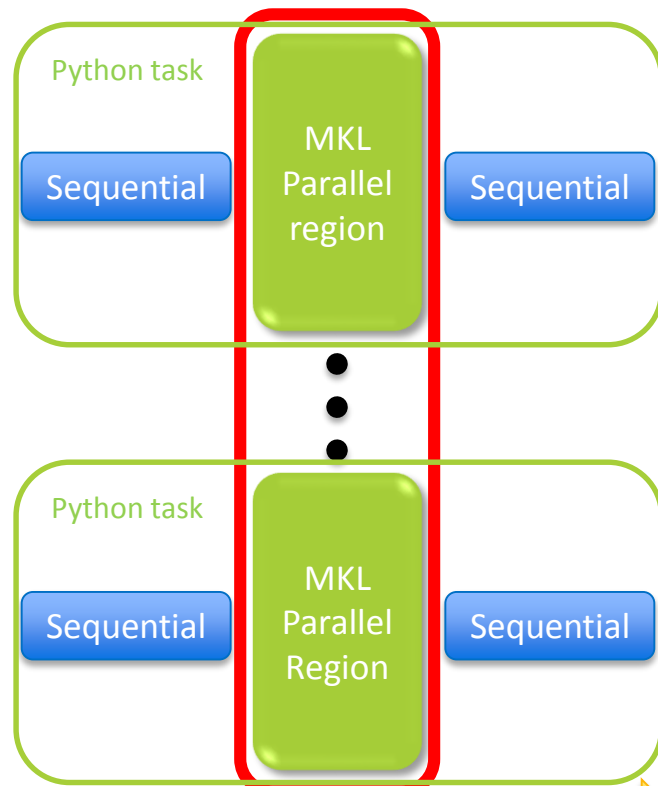 Python task
Sequential
MKL
Parallel
region
Sequential
Python task
Sequential
MKL
Parallel
Region
Sequential